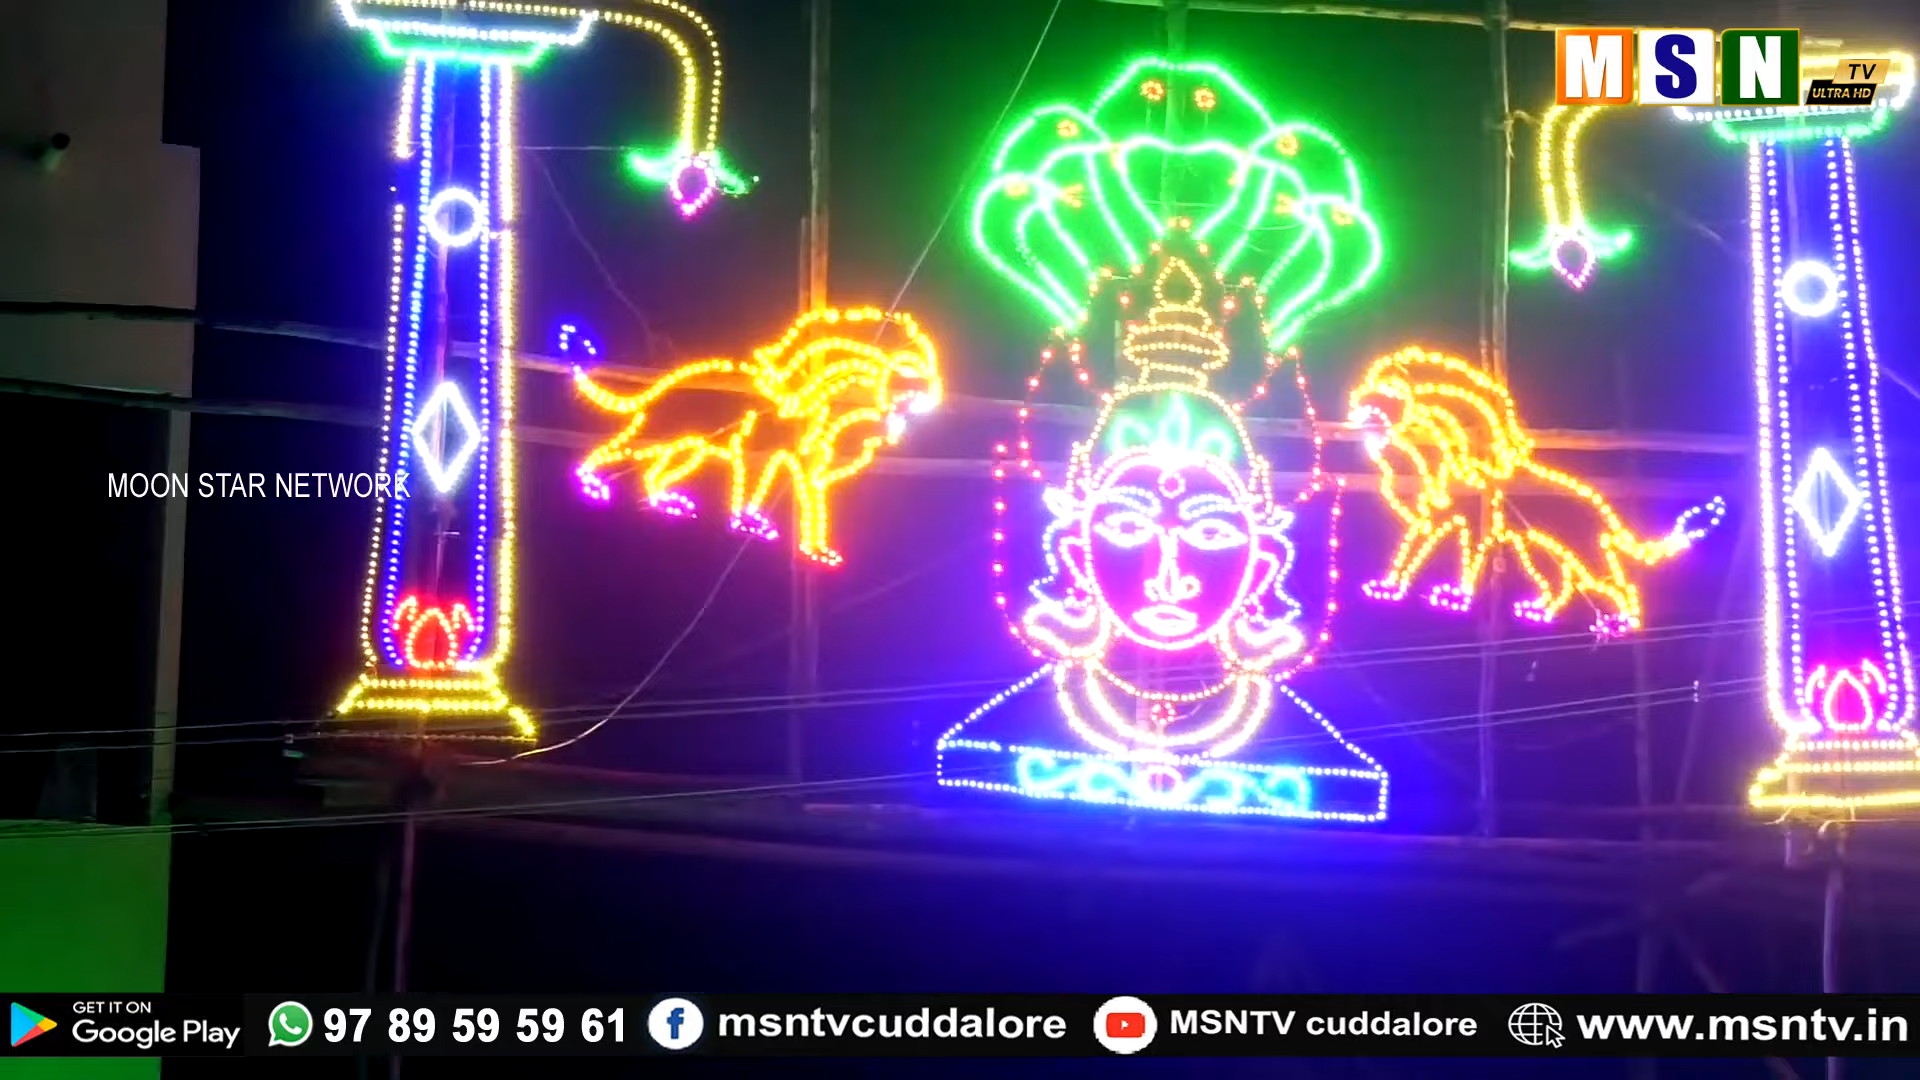 MSN
TV
ULTRA HD
MOON STAR NETWORK
GET IT ON
Google Play
97 89 59 59 61
msntvcuddalore
MSNTV cuddalore
www.msntv.in